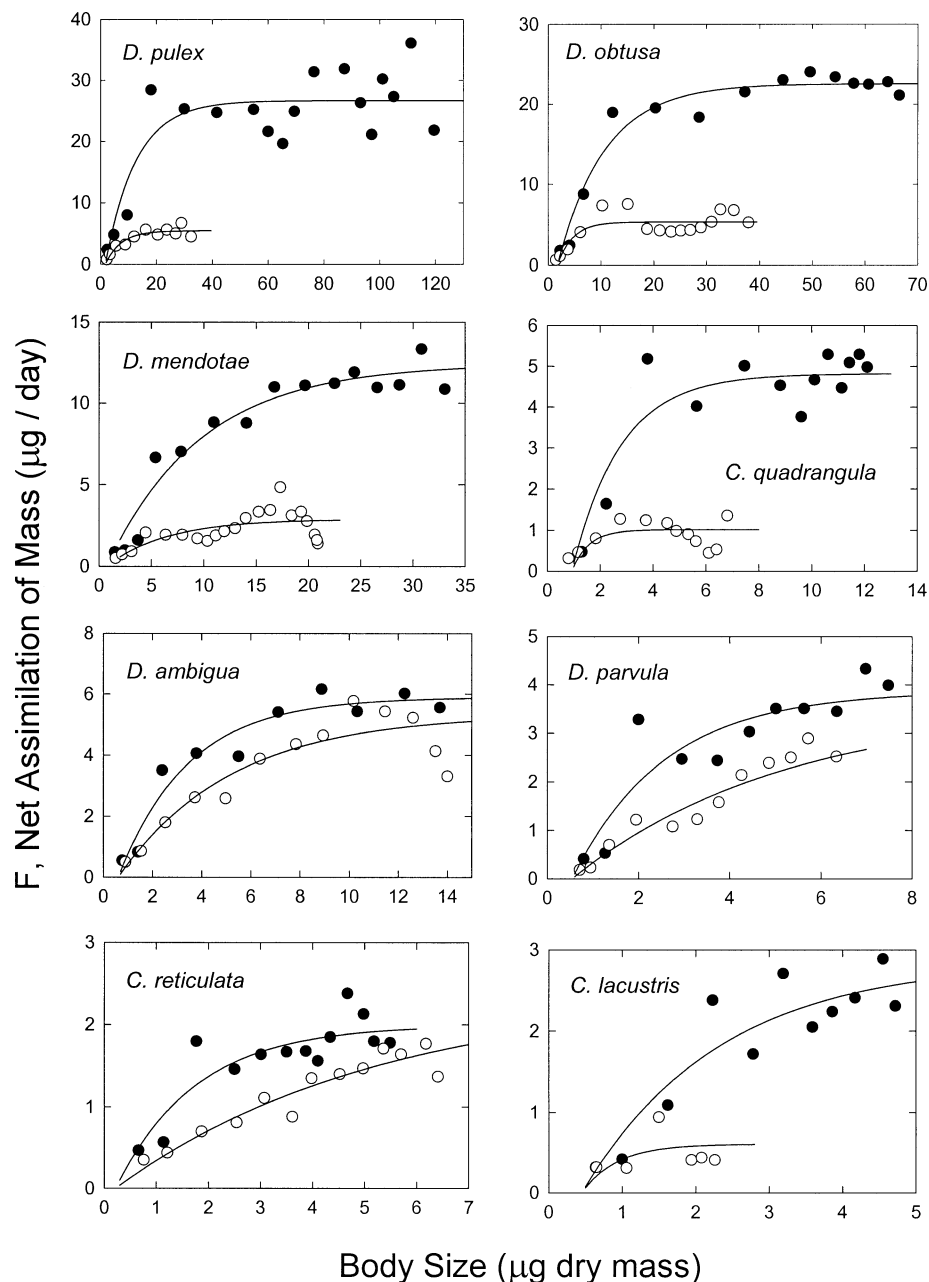 F, Net Assimilation of Mass (µg / day)
D. pulex
40
30
20
10
0
0 20 40 60 80 100 120
D. obtusa
30
20
10
0
0 10 20 30 40 50 60 70
D. mendotae
15
10
5
0
0 5 10 15 20 25 30 35
C. quadrangula
6
5
4
3
2
1
0
0 2 4 6 8 10 12 14
D. ambigua
8
6
4
2
0
0 2 4 6 8 10 12 14
D. parvula
5
4
3
2
1
0
0 2 4 6 8
C. reticulata
3
2
1
0
0 1 2 3 4 5 6 7
C. lacustris
3
2
1
0
0 1 2 3 4 5
Body Size (µg dry mass)